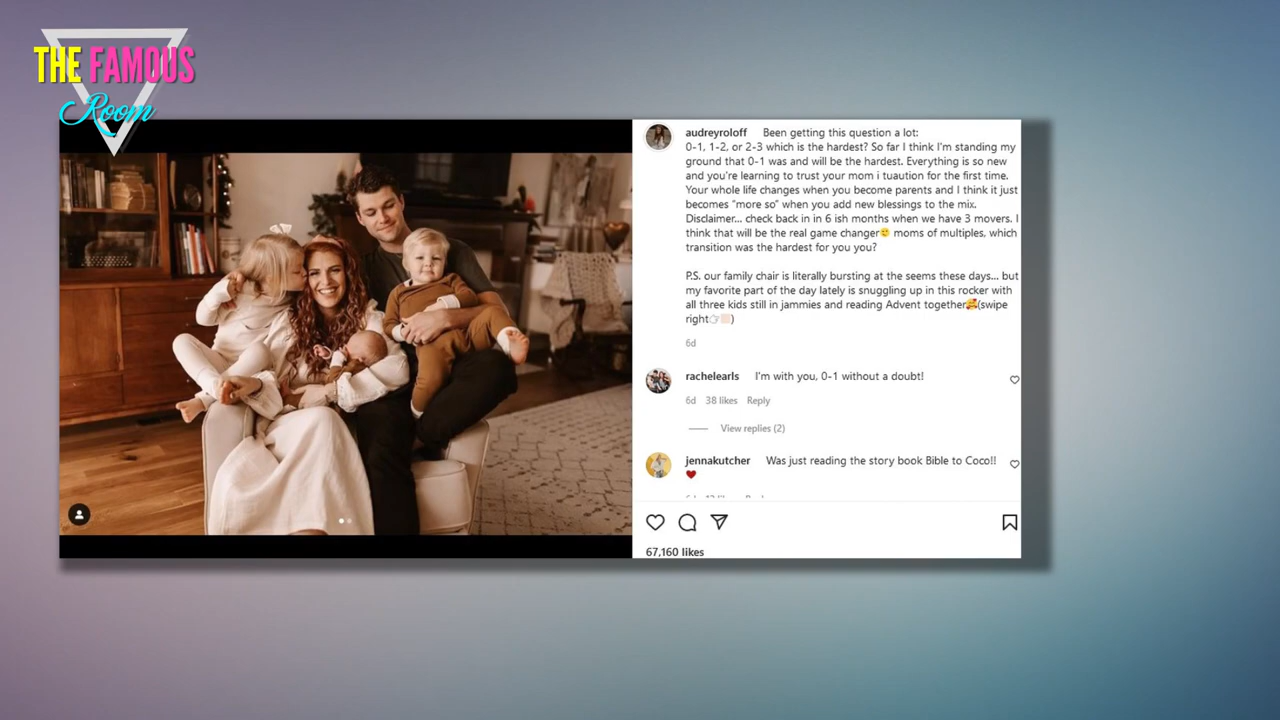 THE FAMOUS
Room
audreyroloff Been getting this question a lot:
0-1, 1-2, or 2-3 which is the hardest? So far I think I'm standing my
ground that 0-1 was and will be the hardest. Everything is so new
and you're learning to trust your mom i tuaution for the first time.
Your whole life changes when you become parents and I think it just
becomes "more so" when you add new blessings to the mix.
Disclaimer... check back in in 6 ish months when we have 3 movers. I
think that will be the real game changer😉 moms of multiples, which
transition was the hardest for you you?
P.S. our family chair is literally bursting at the seems these days... but
my favorite part of the day lately is snuggling up in this rocker with
all three kids still in jammies and reading Advent together🥰(swipe
right👉🏻)
6d
rachelearls I'm with you, 0-1 without a doubt!
6d 38 likes Reply
View replies (2)
jennakutcher Was just reading the story book Bible to Coco!!
❤️
67,160 likes